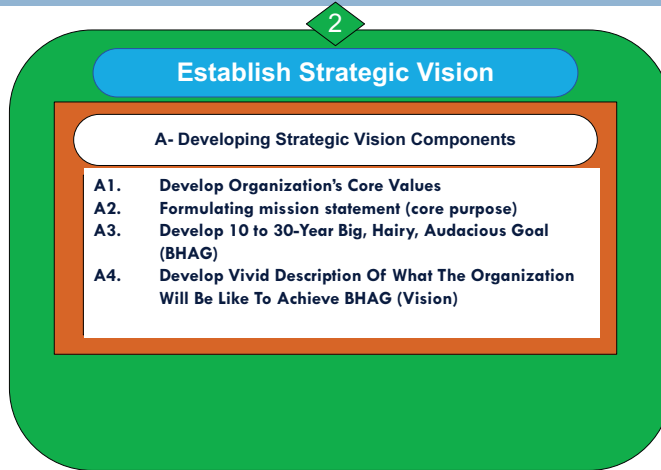 2
Establish Strategic Vision
A- Developing Strategic Vision Components
A1. Develop Organization's Core Values
A2. Formulating mission statement (core purpose)
A3. Develop 10 to 30-Year Big, Hairy, Audacious Goal
(BHAG)
A4. Develop Vivid Description Of What The Organization
Will Be Like To Achieve BHAG (Vision)